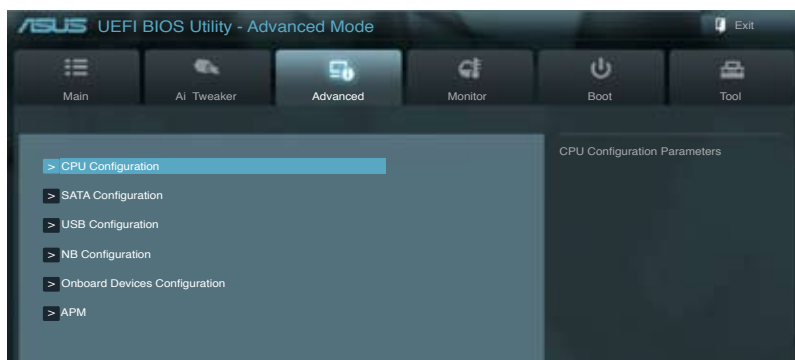 ASUS UEFI BIOS Utility - Advanced Mode
Exit
Main
Ai Tweaker
Advanced
Monitor
Boot
Tool
> CPU Configuration
> SATA Configuration
> USB Configuration
> NB Configuration
> Onboard Devices Configuration
> APM
CPU Configuration Parameters